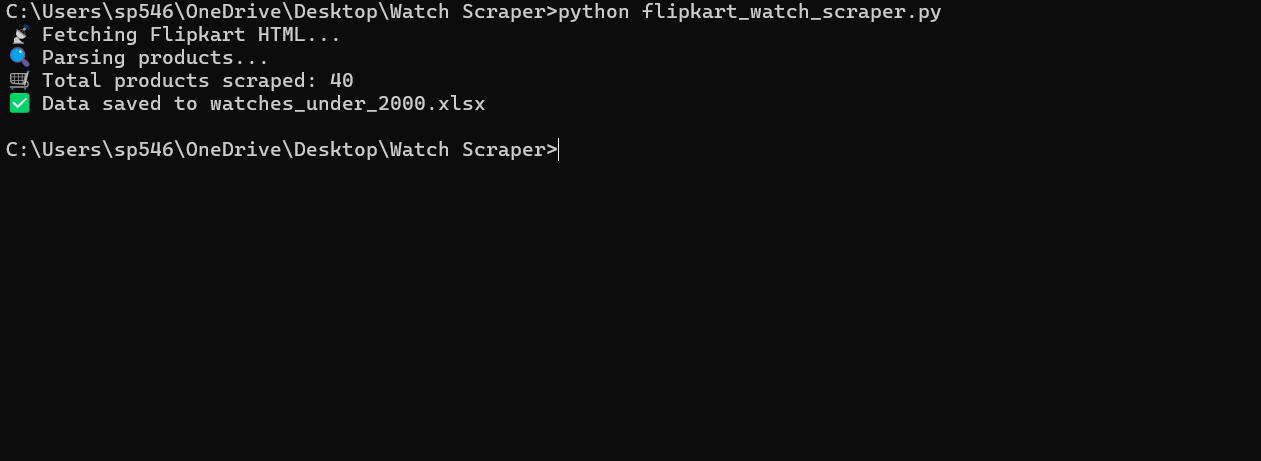 C:\Users\sp546\OneDrive\Desktop\Watch Scraper>python flipkart_watch_scraper.py
📡 Fetching Flipkart HTML...
🔍 Parsing products...
🛒 Total products scraped: 40
✅ Data saved to watches_under_2000.xlsx
C:\Users\sp546\OneDrive\Desktop\Watch Scraper>